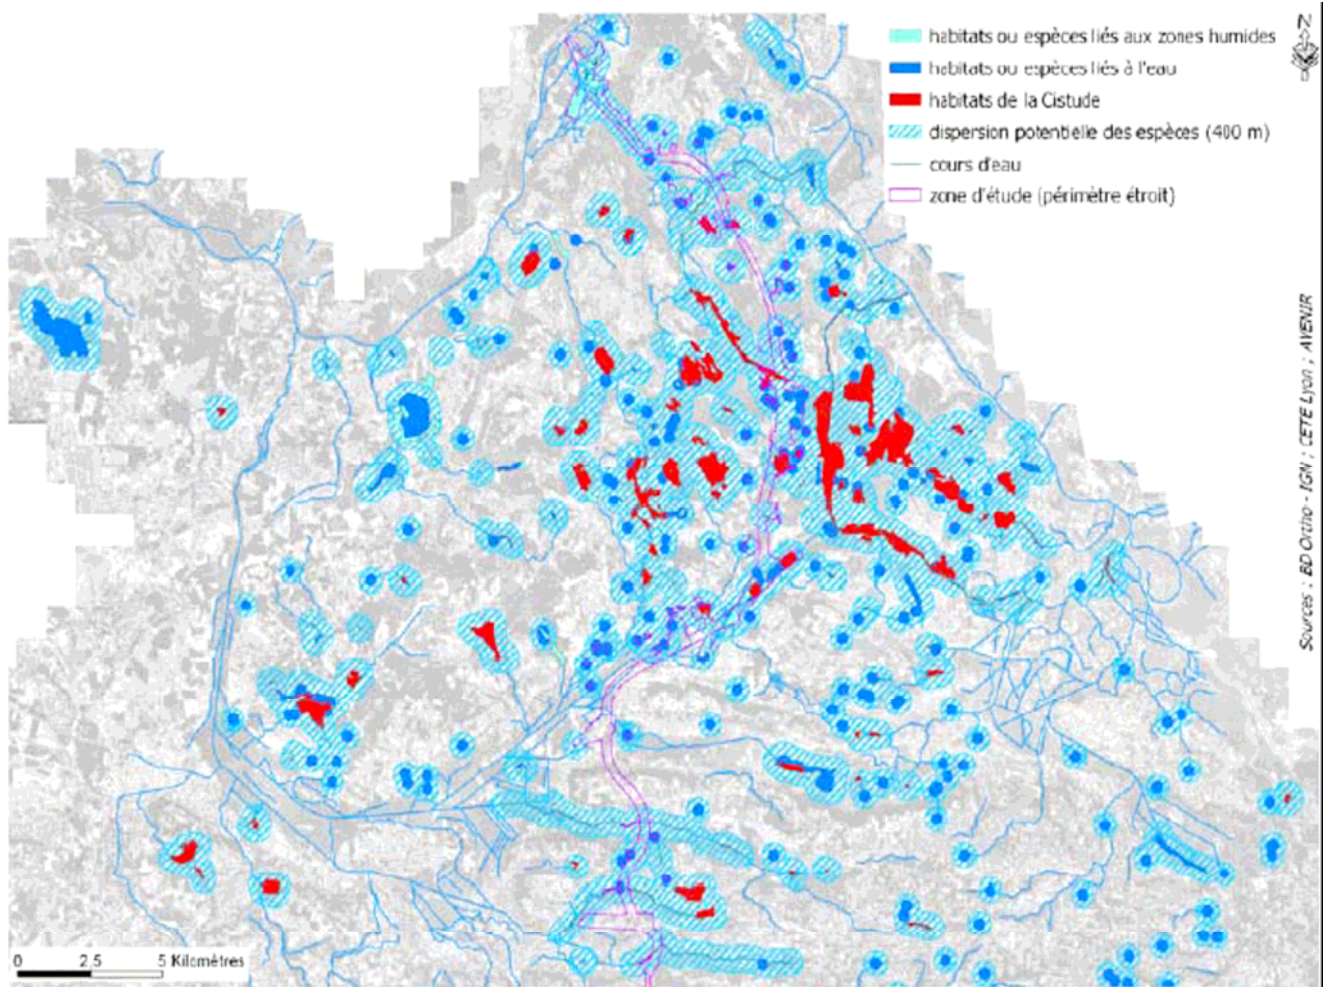 habitats ou espèces liés aux zones humides
habitats ou espèces liés à l'eau
habitats de la Cistude
dispersion potentielle des espèces (400 m)
cours d'eau
zone d'étude (périmètre étroit)
N
Sources : BD Ortho - IGN ; CETE Lyon ; AVENIR
0 2.5 5 Kilomètres